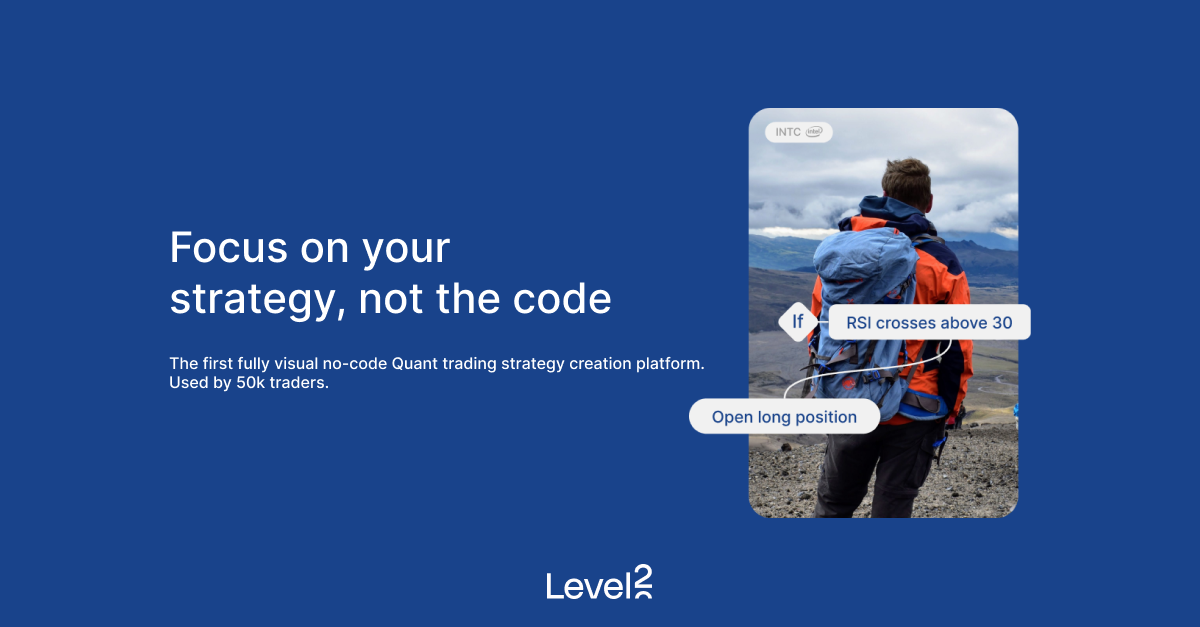 Focus on your
strategy, not the code
The first fully visual no-code Quant trading strategy creation platform.
Used by 50k traders.
INTC intel
If
RSI crosses above 30
Open long position
Level2